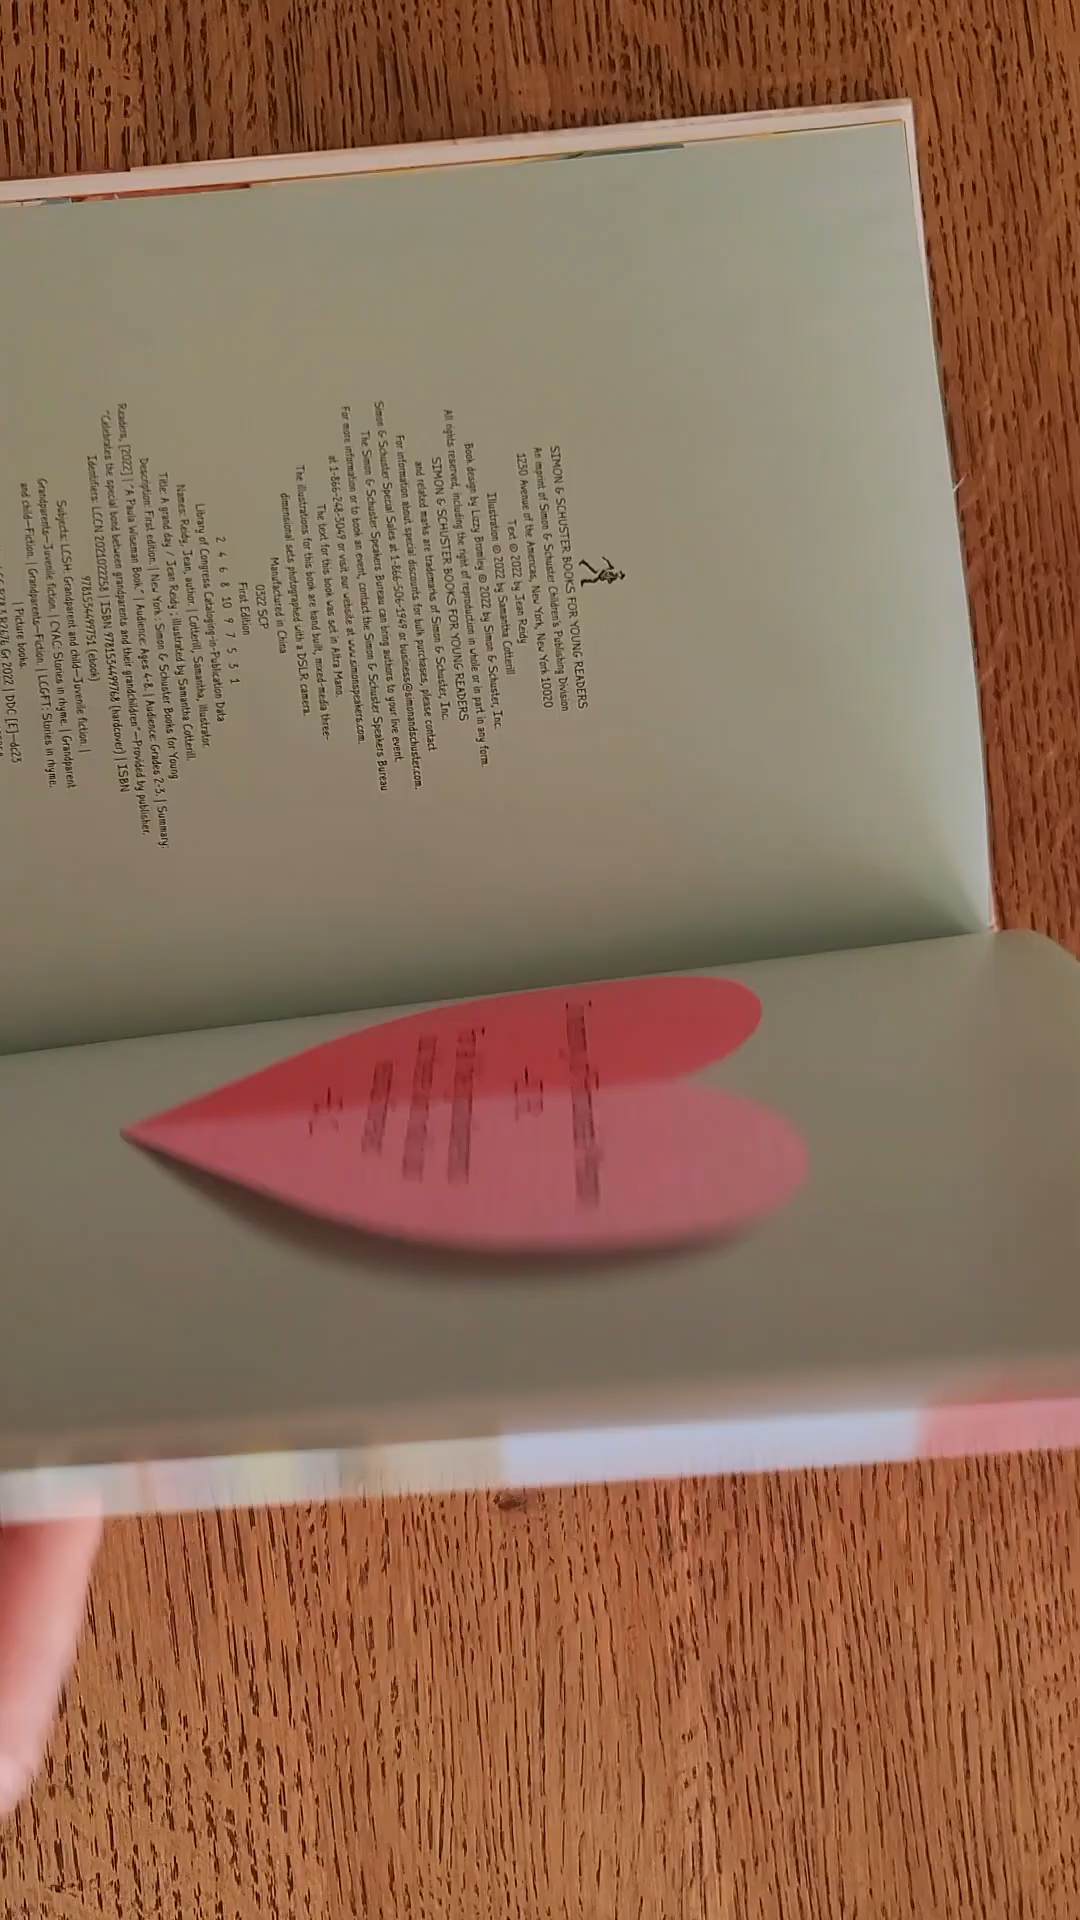 SIMON & SCHUSTER BOOKS FOR YOUNG READERS
An imprint of Simon & Schuster Children's Publishing Division
1230 Avenue of the Americas, New York, New York 10020
Text © 2022 by Jean Reidy
Illustration © 2022 by Samantha Cotterill
Book design by Lizzy Bromley © 2022 by Simon & Schuster, Inc.
All rights reserved, including the right of reproduction in whole or in part in any form.
SIMON & SCHUSTER BOOKS FOR YOUNG READERS
and related marks are trademarks of Simon & Schuster, Inc.
For information about special discounts for bulk purchases, please contact
Simon & Schuster Special Sales at 1-866-506-1949 or business@simonandschuster.com.
The Simon & Schuster Speakers Bureau can bring authors to your live event.
For more information or to book an event, contact the Simon & Schuster Speakers Bureau
at 1-866-248-3049 or visit our website at www.simonspeakers.com.
The text for this book was set in Altra Mano.
The illustrations for this book are hand built, mixed-media three-
dimensional sets photographed with a DSLR camera.
Manufactured in China
0322 SCP
First Edition
2 4 6 8 10 9 7 5 3 1
Library of Congress Cataloging-in-Publication Data
Names: Reidy, Jean, author. | Cotterill, Samantha, illustrator.
Title: A grand day / Jean Reidy ; illustrated by Samantha Cotterill.
Description: First edition. | New York : Simon & Schuster Books for Young
Readers, [2022] | "A Paula Wiseman Book." | Audience: Ages 4-8. | Audience: Grades 2-3. | Summary:
"Celebrates the special bond between grandparents and their grandchildren"—Provided by publisher.
Identifiers: LCCN 2021022258 | ISBN 9781534499768 (hardcover) | ISBN
9781534499751 (ebook)
Subjects: LCSH: Grandparent and child—Juvenile fiction. |
Grandparents—Juvenile fiction. | CYAC: Stories in rhyme. | Grandparent
and child—Fiction. | Grandparents—Fiction. | LCGFT: Stories in rhyme.
| Picture books.
2022 | DDC [E]—dc23